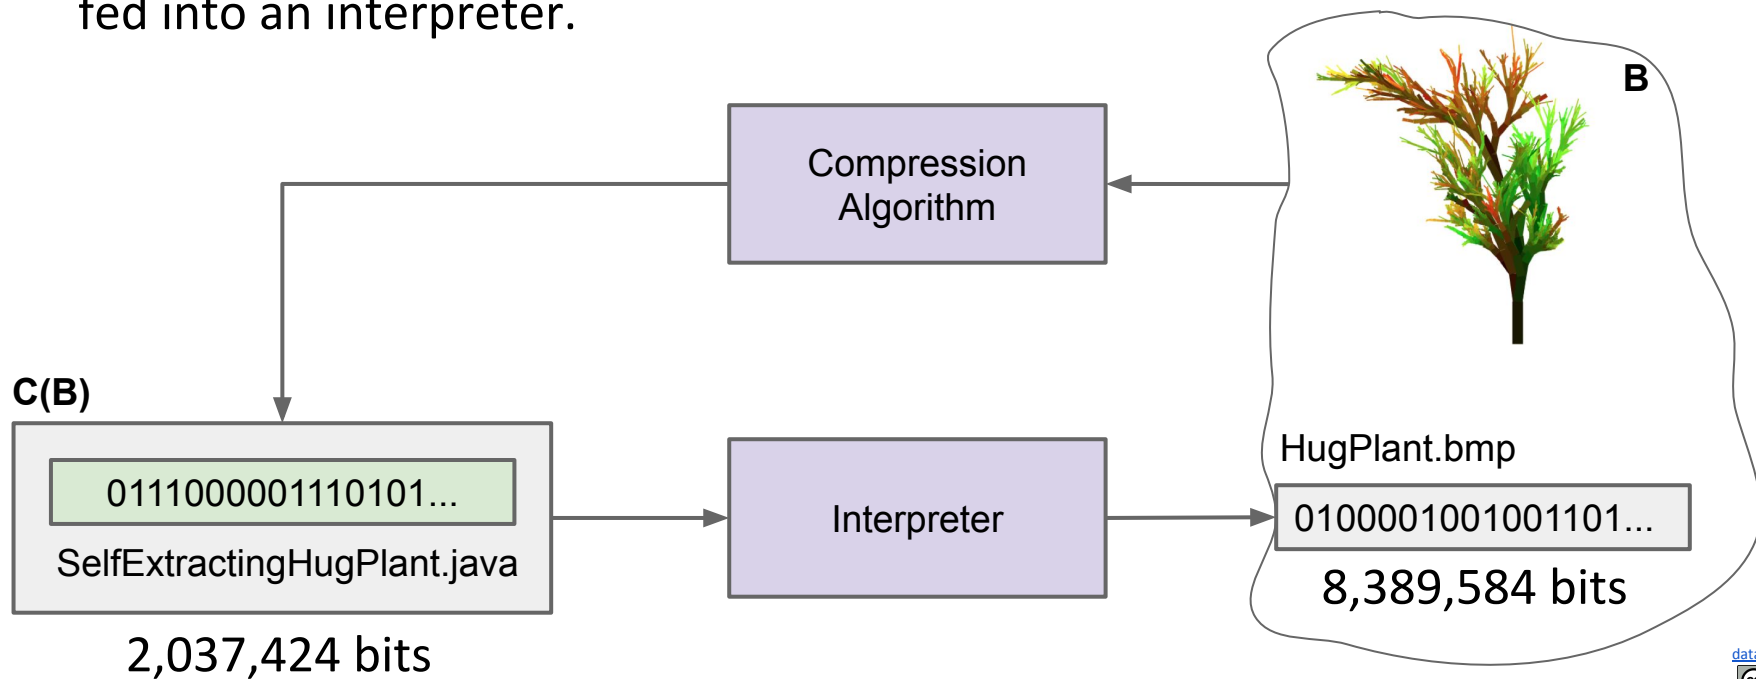 fed into an interpreter.
B
Compression
Algorithm
C(B)
HugPlant.bmp
0111000001110101...
Interpreter
0100001001001101...
SelfExtractingHugPlant.java
8,389,584 bits
2,037,424 bits